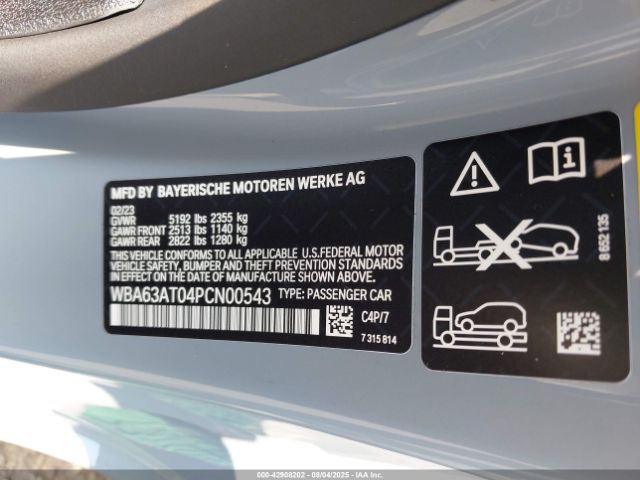 MFD BY BAYERISCHE MOTOREN WERKE AG
02/23
GVWR 5192 lbs 2355 kg
GAWR FRONT 2513 lbs 1140 kg
GAWR REAR 2822 lbs 1280 kg
THIS VEHICLE CONFORMS TO ALL APPLICABLE U.S.FEDERAL MOTOR
VEHICLE SAFETY, BUMPER, AND THEFT PREVENTION STANDARDS
IN EFFECT ON THE DATE OF MANUFACTURE SHOWN ABOVE.
WBA63AT04PCN00543 TYPE: PASSENGER CAR
C4P/7
7 315 814
8 652 135
000-42908202 - 08/04/2025 - IAAI.COM